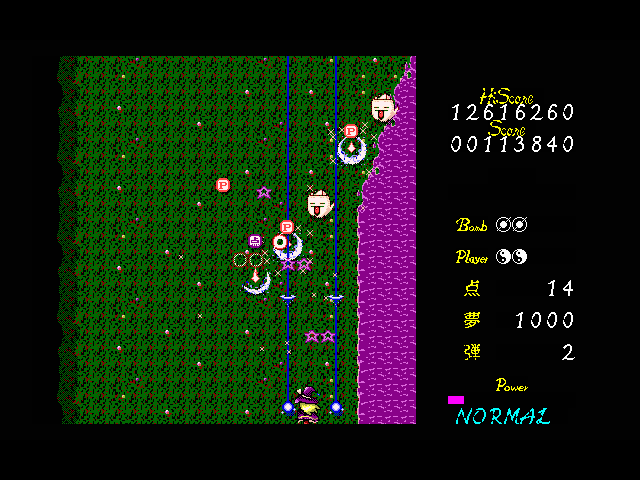 HiScore
12616260
Score
00113840
P
P
P
Bomb
Player
点 14
夢 1000
弾 2
Power
NORMAL